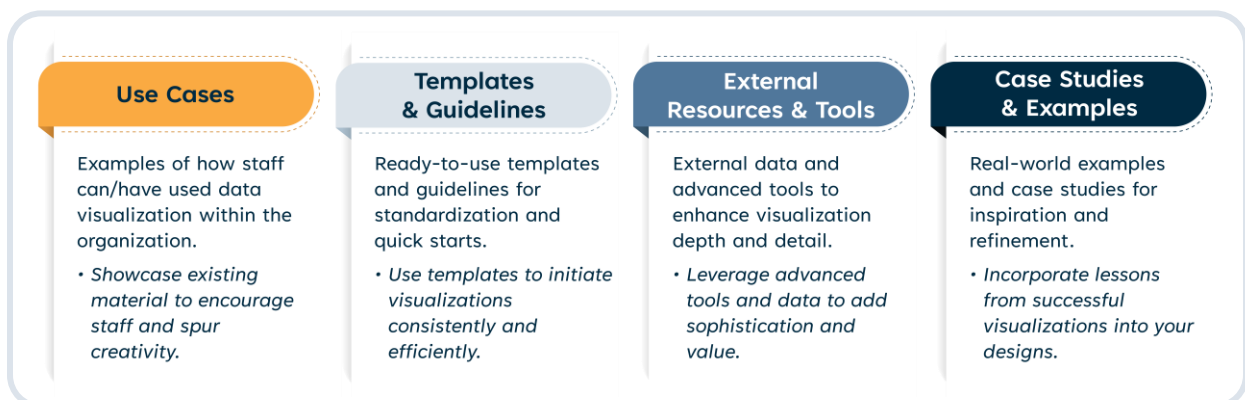 Use Cases
Examples of how staff
can/have used data
visualization within the
organization.
• Showcase existing
material to encourage
staff and spur
creativity.
Templates
& Guidelines
Ready-to-use templates
and guidelines for
standardization and
quick starts.
• Use templates to initiate
visualizations
consistently and
efficiently.
External
Resources & Tools
External data and
advanced tools to
enhance visualization
depth and detail.
• Leverage advanced
tools and data to add
sophistication and
value.
Case Studies
& Examples
Real-world examples
and case studies for
inspiration and
refinement.
• Incorporate lessons
from successful
visualizations into your
designs.